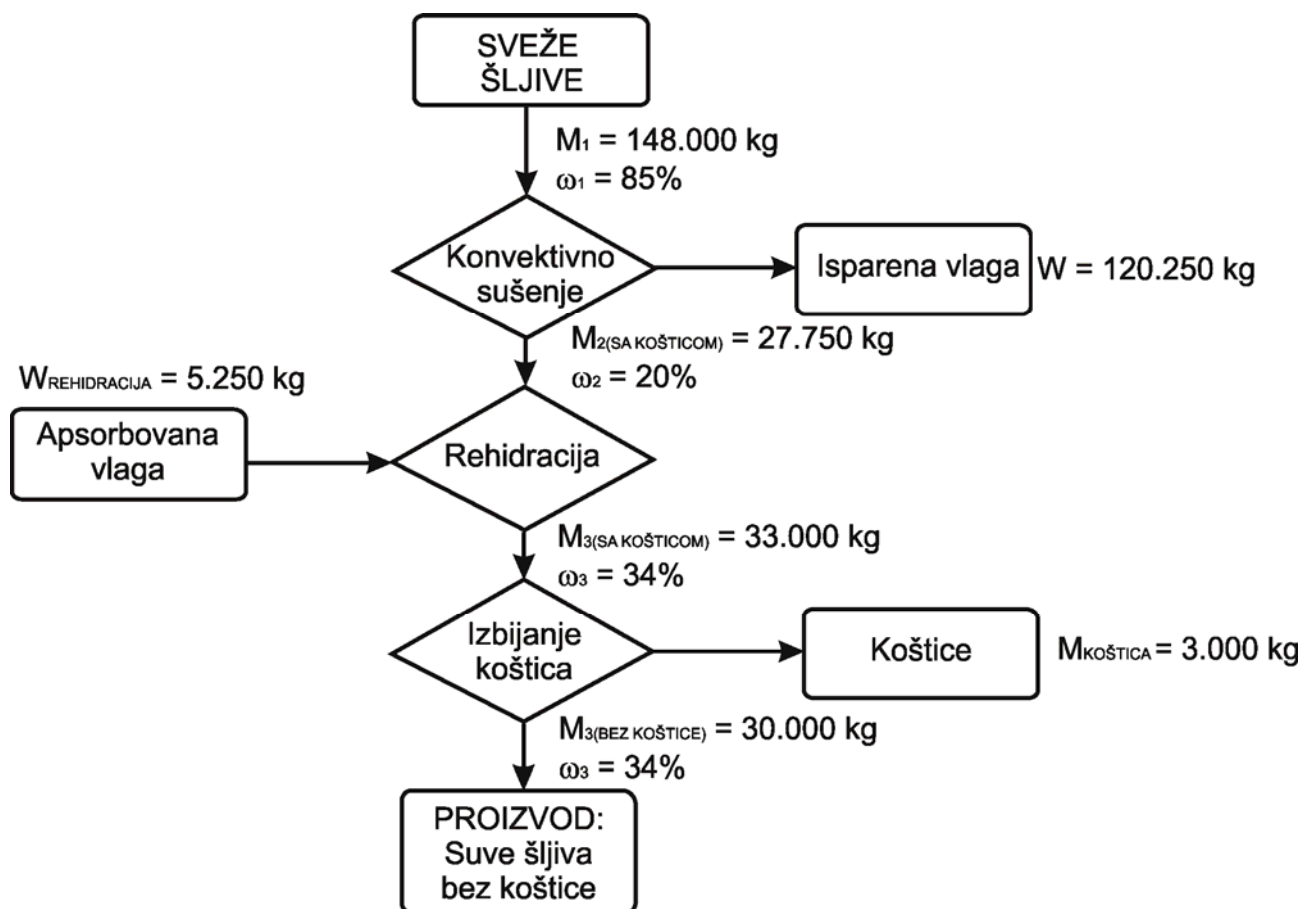 SVEŽE
ŠLJIVE
M₁ = 148.000 kg
ω₁ = 85%
Konvektivno
sušenje
Isparena vlaga
W = 120.250 kg
M₂(SA KOŠTICOM) = 27.750 kg
ω₂ = 20%
WREHIDRACIJA = 5.250 kg
Apsorbovana
vlaga
Rehidracija
M₃(SA KOŠTICOM) = 33.000 kg
ω₃ = 34%
Izbijanje
koštica
Koštice
MKOŠTICA = 3.000 kg
M₃(BEZ KOŠTICE) = 30.000 kg
ω₃ = 34%
PROIZVOD:
Suve šljiva
bez koštice